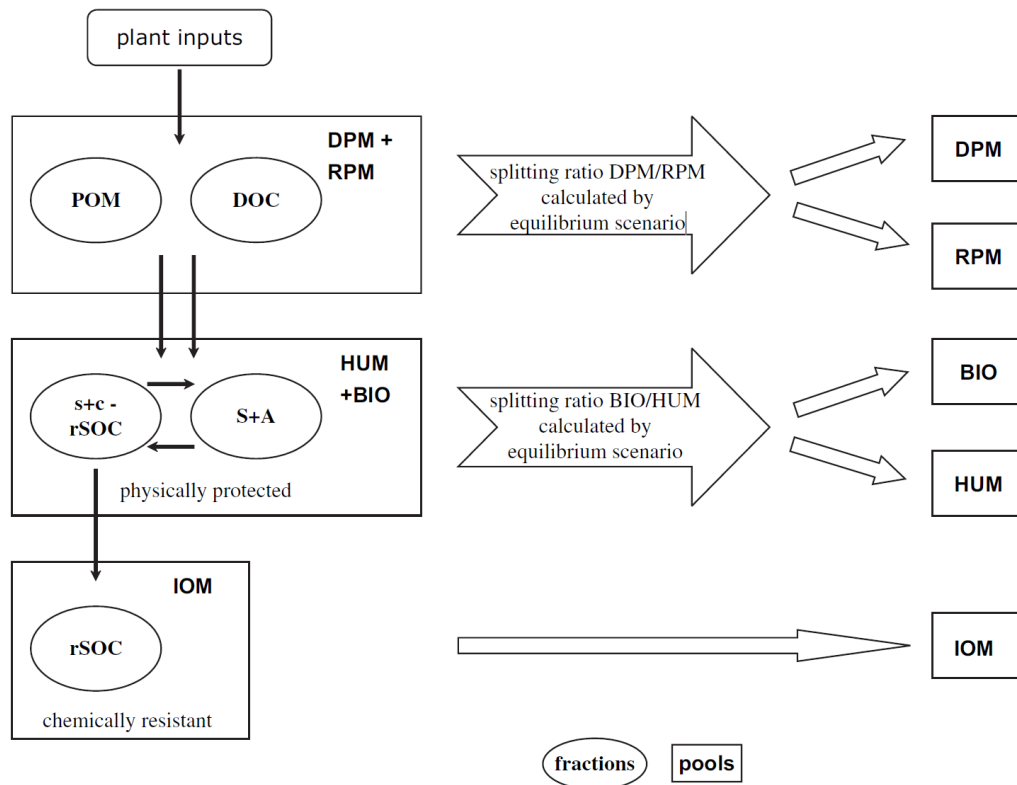 plant inputs
DPM +
RPM
POM
DOC
splitting ratio DPM/RPM
calculated by
equilibrium scenario
DPM
RPM
HUM
+BIO
s+c -
rSOC
S+A
physically protected
splitting ratio BIO/HUM
calculated by
equilibrium scenario
BIO
HUM
IOM
rSOC
chemically resistant
IOM
fractions
pools